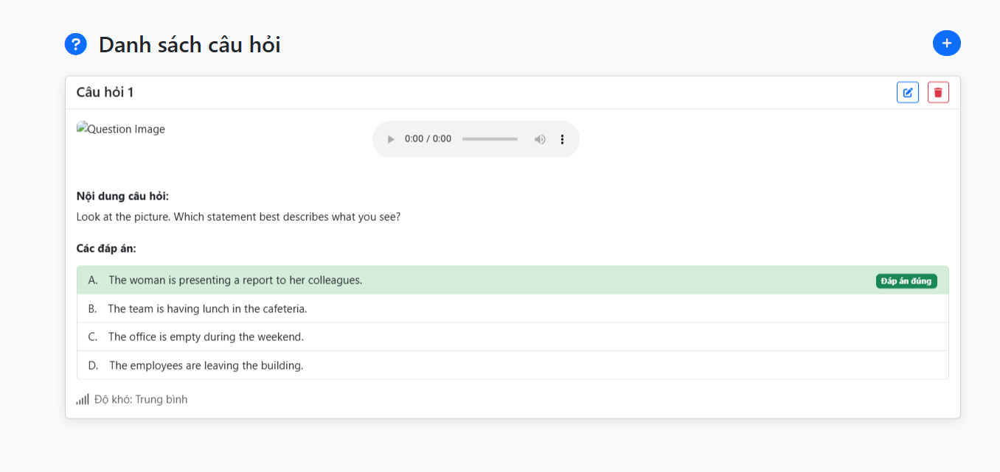 ? Danh sách câu hỏi
+
Câu hỏi 1
Question Image
0:00 / 0:00
Nội dung câu hỏi:
Look at the picture. Which statement best describes what you see?
Các đáp án:
A. The woman is presenting a report to her colleagues. Đáp án đúng
B. The team is having lunch in the cafeteria.
C. The office is empty during the weekend.
D. The employees are leaving the building.
Độ khó: Trung bình